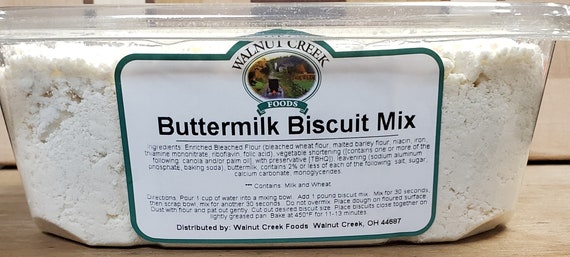 WALNUT CREEK
FOODS
Buttermilk Biscuit Mix
Ingredients: Enriched Bleached Flour (bleached wheat flour, malted barley flour, niacin, iron,
thiamine mononitrate, riboflavin, folic acid), vegetable shortening ([contains one or more of the
following: canola and/or palm oil], with preservative [TBHQ]), leavening (sodium aluminum
phosphate, baking soda), buttermilk, contains 2% or less of each of the following: salt, sugar,
calcium carbonate, monoglycerides.
*** Contains: Milk and Wheat
Directions: Pour 1 cup of water into a mixing bowl. Add 1 pound biscuit mix. Mix for 30 seconds,
then scrap bowl; mix for another 30 seconds. Do not overmix. Place dough on floured surface.
Dust with flour and pat out gently. Cut out desired biscuit size. Place biscuits close together on
lightly greased pan. Bake at 450°F for 11-13 minutes.
Distributed by: Walnut Creek Foods Walnut Creek, OH 44687